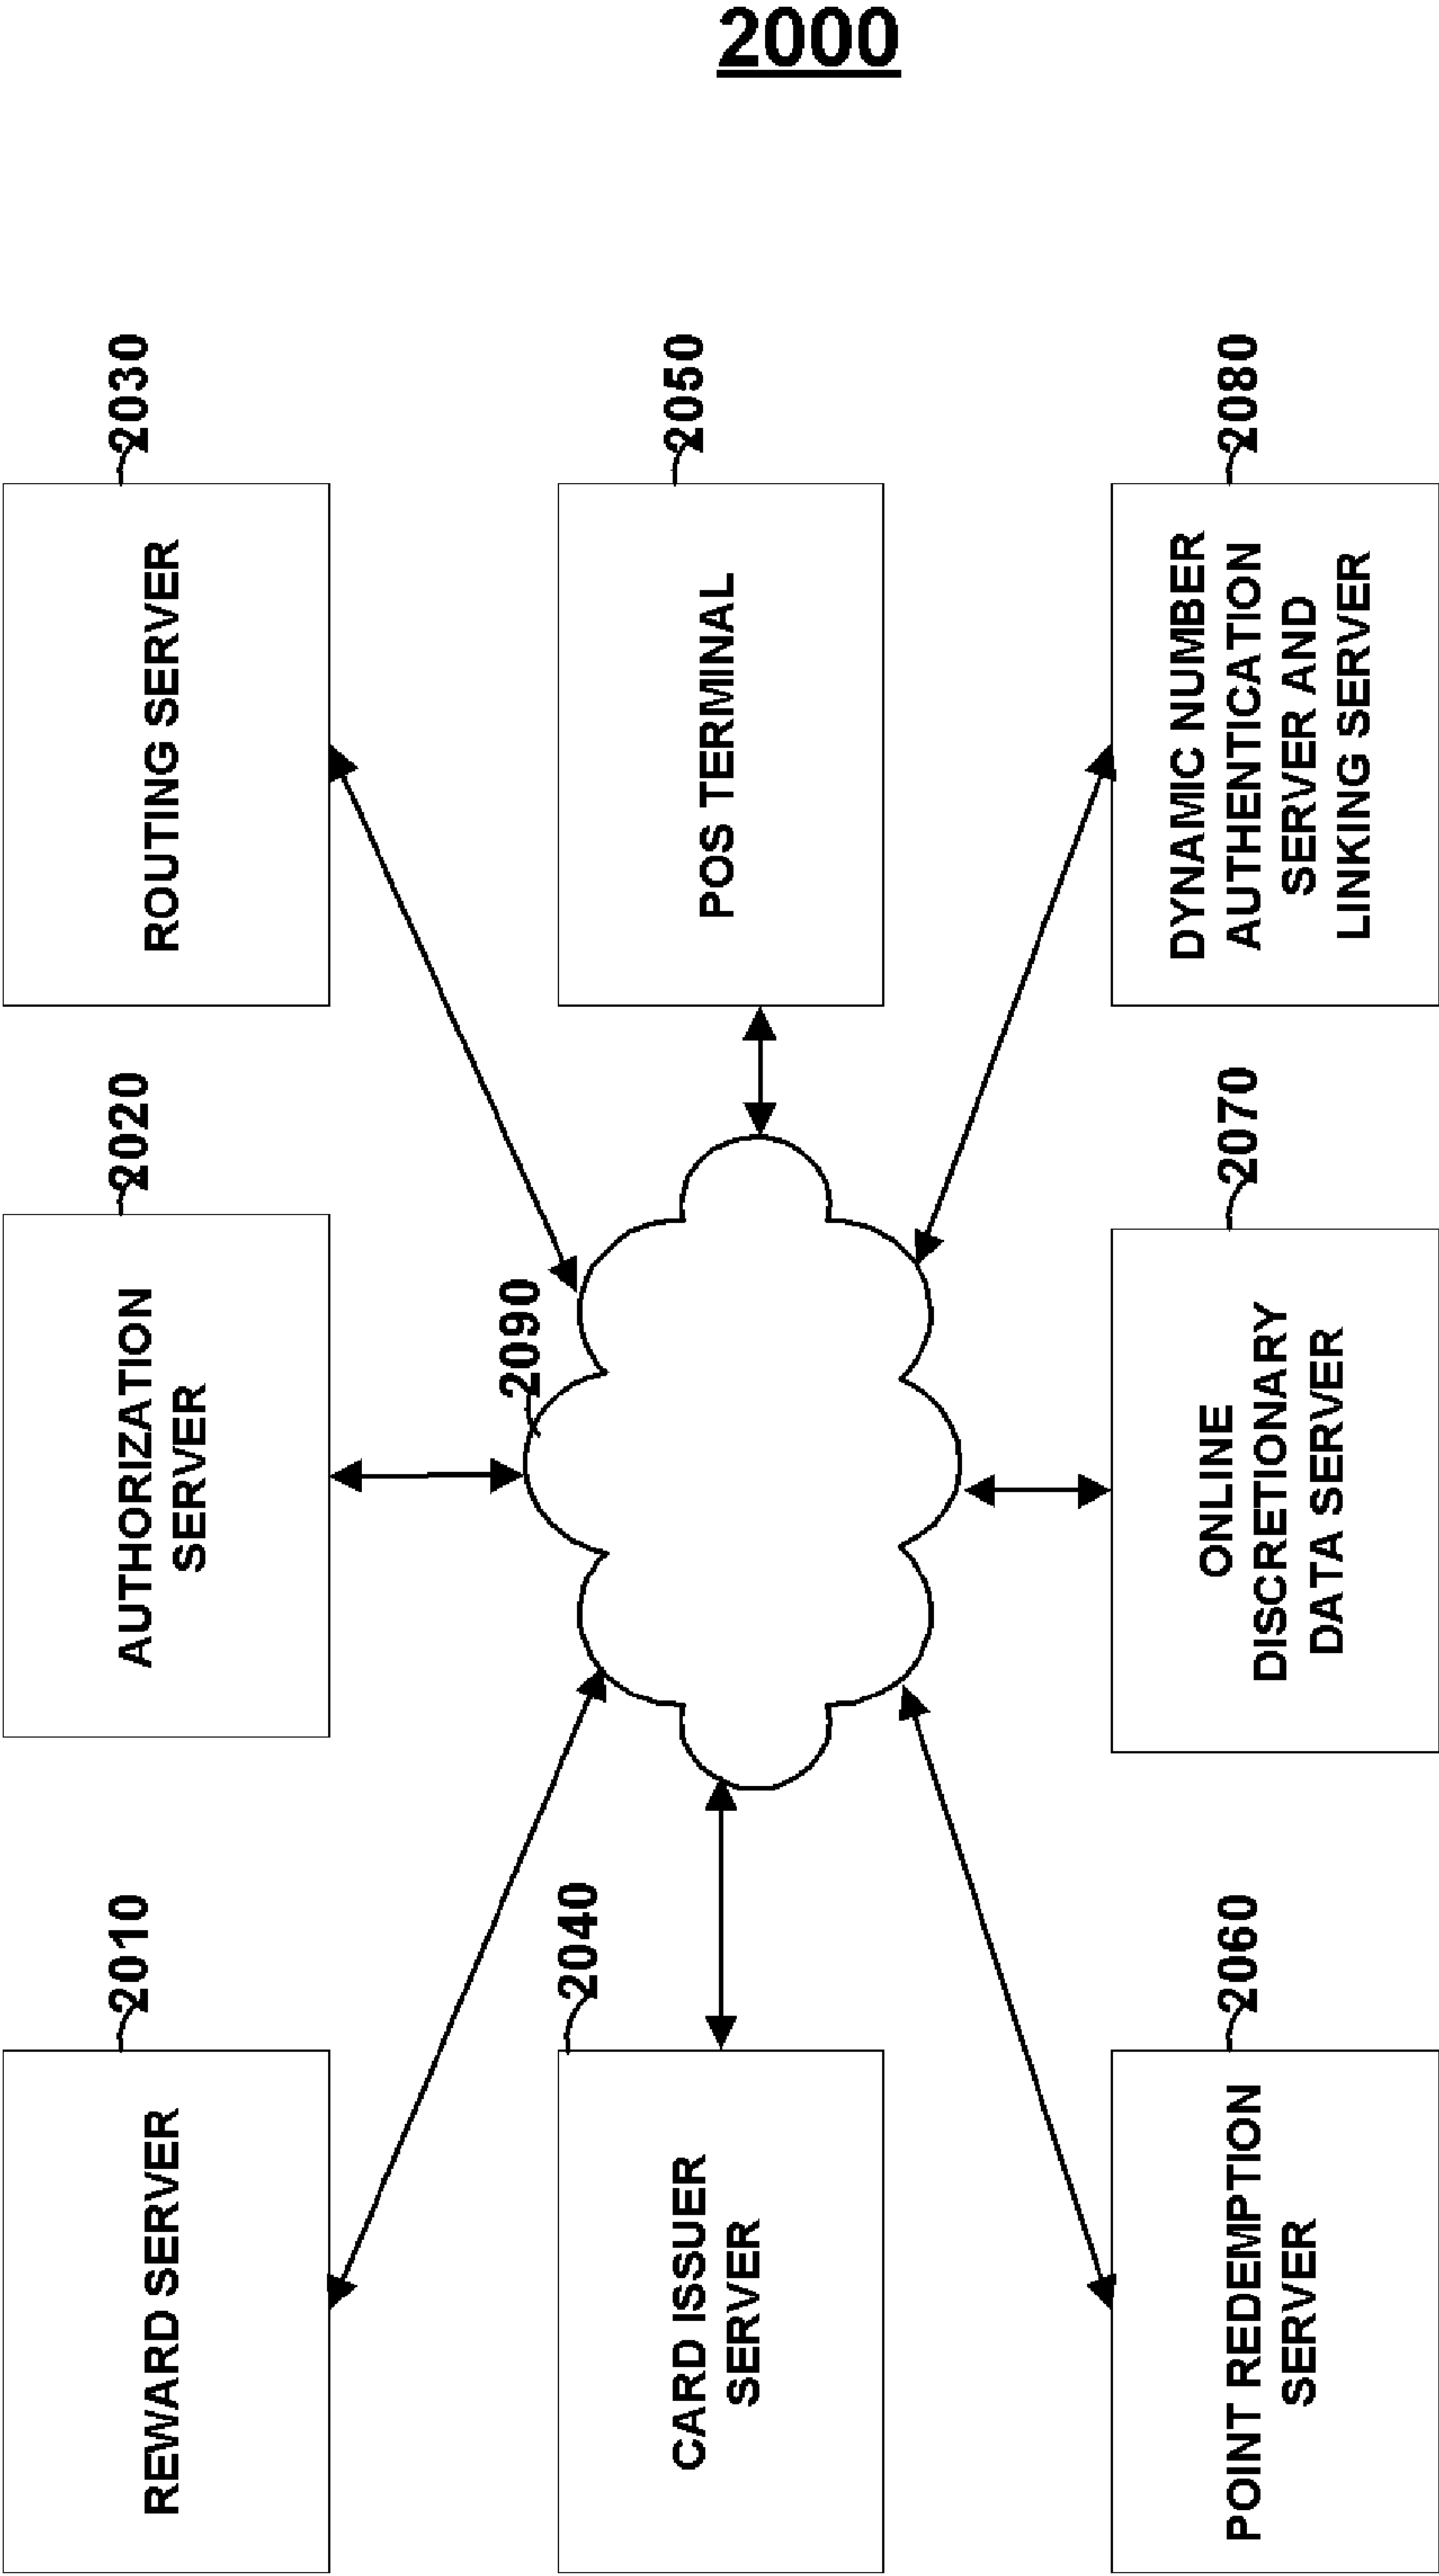 2000
2010
REWARD SERVER
2020
AUTHORIZATION
SERVER
2030
ROUTING SERVER
2040
CARD ISSUER
SERVER
2090
2050
POS TERMINAL
2060
POINT REDEMPTION
SERVER
2070
ONLINE
DISCRETIONARY
DATA SERVER
2080
DYNAMIC NUMBER
AUTHENTICATION
SERVER AND
LINKING SERVER